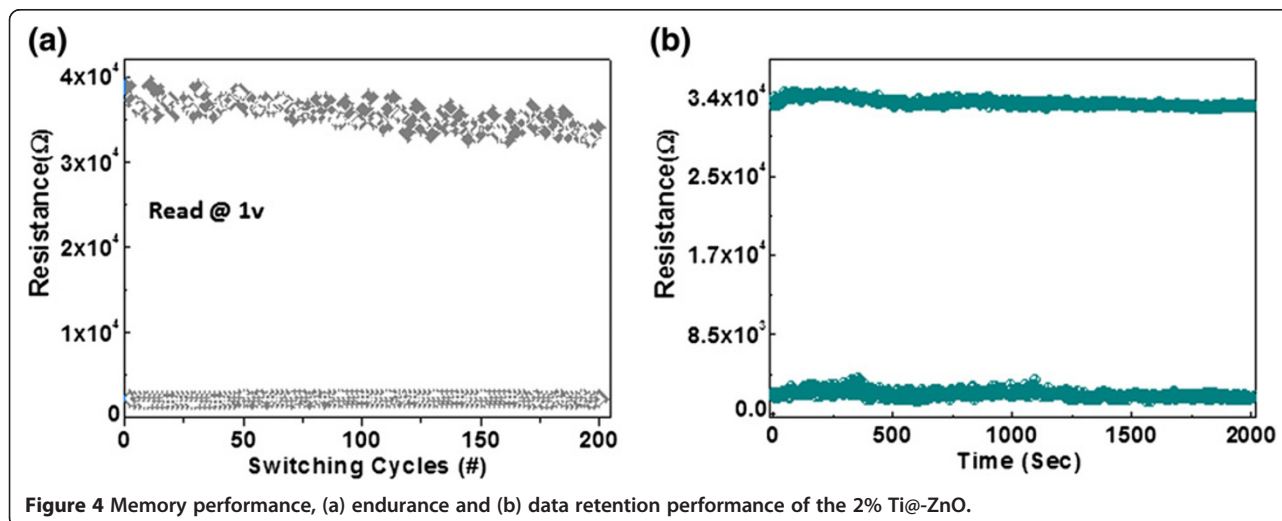 (a)
4x10⁴
3x10⁴
2x10⁴
1x10⁴
0
Resistance(Ω)
Read @ 1v
0 50 100 150 200
Switching Cycles (#)
(b)
3.4x10⁴
2.5x10⁴
1.7x10⁴
8.5x10³
0.0
Resistance(Ω)
0 500 1000 1500 2000
Time (Sec)
Figure 4 Memory performance, (a) endurance and (b) data retention performance of the 2% Ti@-ZnO.